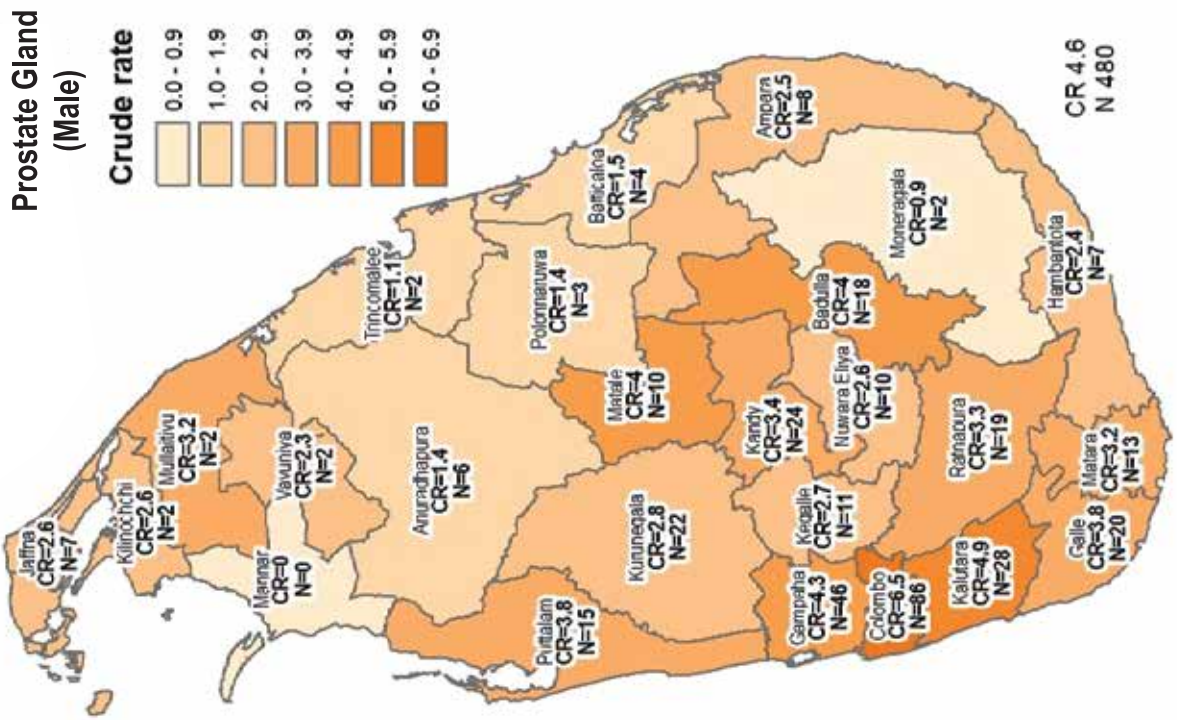 Prostate Gland
(Male)
Crude rate
0.0 - 0.9
1.0 - 1.9
2.0 - 2.9
3.0 - 3.9
4.0 - 4.9
5.0 - 5.9
6.0 - 6.9
Jaffna
CR=2.6
N=7
Kilinochchi
CR=2.6
N=2
Mullaitivu
CR=3.2
N=2
Mannar
CR=0
N=0
Vavuniya
CR=2.3
N=2
Trincomalee
CR=1.1
N=2
Anuradhapura
CR=1.4
N=6
Polonnaruwa
CR=1.4
N=3
Batticaloa
CR=1.5
N=4
Puttalam
CR=3.8
N=15
Kurunegala
CR=2.8
N=22
Matale
CR=4
N=10
Ampara
CR=2.5
N=8
Kandy
CR=3.4
N=24
Kegalle
CR=2.7
N=11
Nuwara Eliya
CR=2.6
N=10
Badulla
CR=4
N=18
Moneragala
CR=0.9
N=2
Gampaha
CR=4.3
N=46
Colombo
CR=6.5
N=86
Kalutara
CR=4.9
N=28
Ratnapura
CR=3.3
N=19
Hambantota
CR=2.4
N=7
Galle
CR=3.8
N=20
Matara
CR=3.2
N=13
CR 4.6
N 480